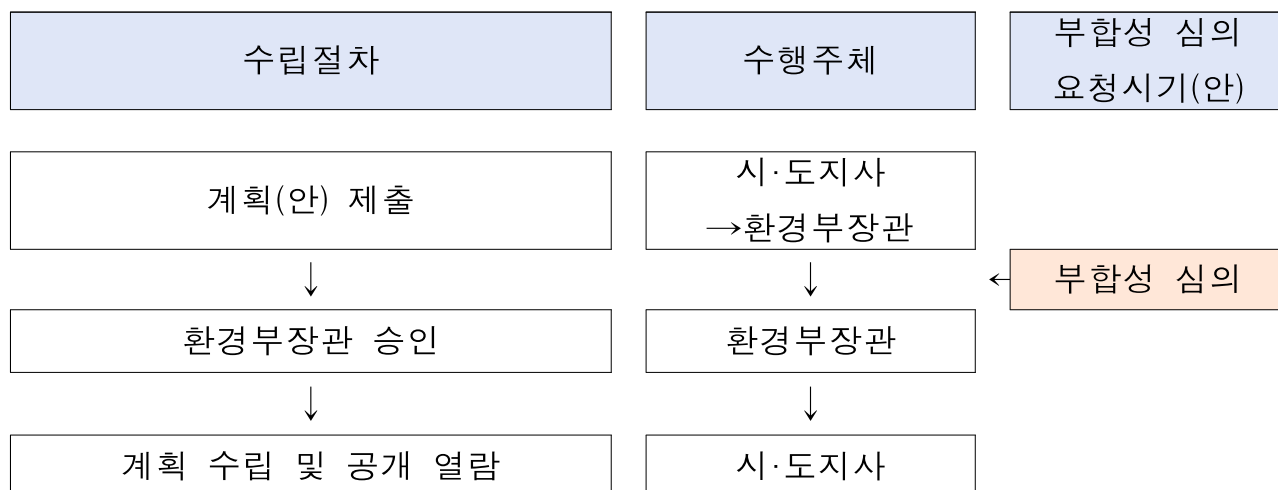 수립절차
수행주체
부합성 심의
요청시기(안)
계획(안) 제출
시·도지사
→환경부장관
부합성 심의
환경부장관 승인
환경부장관
계획 수립 및 공개 열람
시·도지사